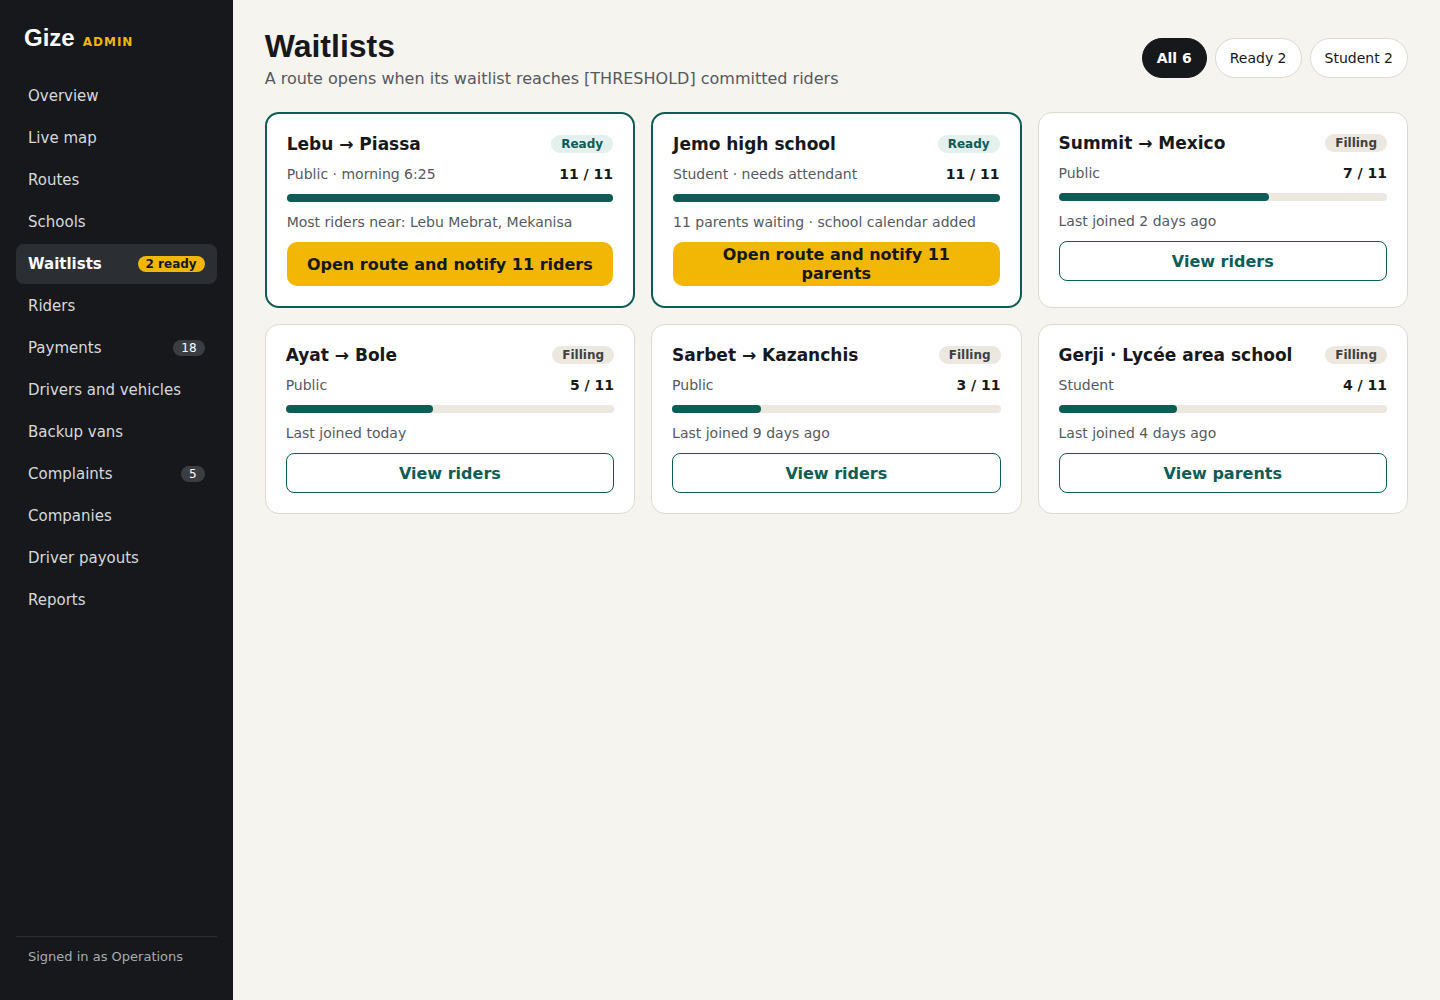 Gize ADMIN
Overview
Live map
Routes
Schools
Waitlists 2 ready
Riders
Payments 18
Drivers and vehicles
Backup vans
Complaints 5
Companies
Driver payouts
Reports
Signed in as Operations
Waitlists
A route opens when its waitlist reaches [THRESHOLD] committed riders
All 6 Ready 2 Student 2
Lebu → Piassa Ready
Public · morning 6:25 11 / 11
Most riders near: Lebu Mebrat, Mekanisa
Open route and notify 11 riders
Jemo high school Ready
Student · needs attendant 11 / 11
11 parents waiting · school calendar added
Open route and notify 11
parents
Summit → Mexico Filling
Public 7 / 11
Last joined 2 days ago
View riders
Ayat → Bole Filling
Public 5 / 11
Last joined today
View riders
Sarbet → Kazanchis Filling
Public 3 / 11
Last joined 9 days ago
View riders
Gerji · Lycée area school Filling
Student 4 / 11
Last joined 4 days ago
View parents